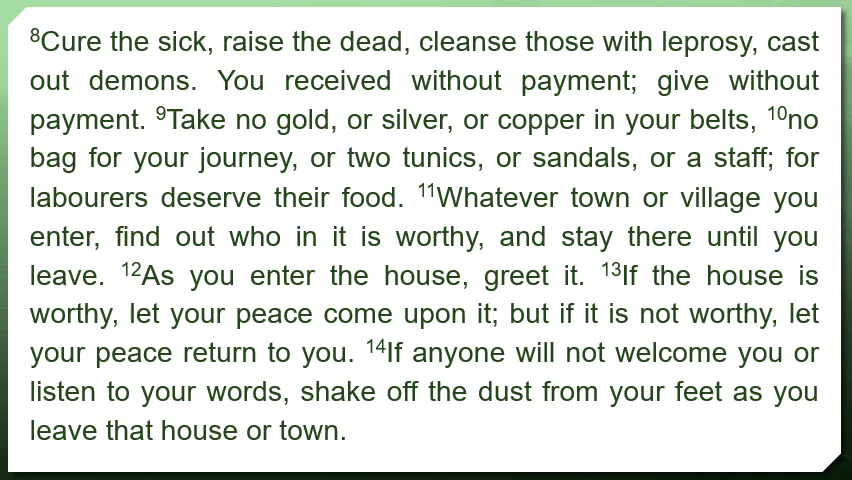 ⁸Cure the sick, raise the dead, cleanse those with leprosy, cast
out demons. You received without payment; give without
payment. ⁹Take no gold, or silver, or copper in your belts, ¹⁰no
bag for your journey, or two tunics, or sandals, or a staff; for
labourers deserve their food. ¹¹Whatever town or village you
enter, find out who in it is worthy, and stay there until you
leave. ¹²As you enter the house, greet it. ¹³If the house is
worthy, let your peace come upon it; but if it is not worthy, let
your peace return to you. ¹⁴If anyone will not welcome you or
listen to your words, shake off the dust from your feet as you
leave that house or town.